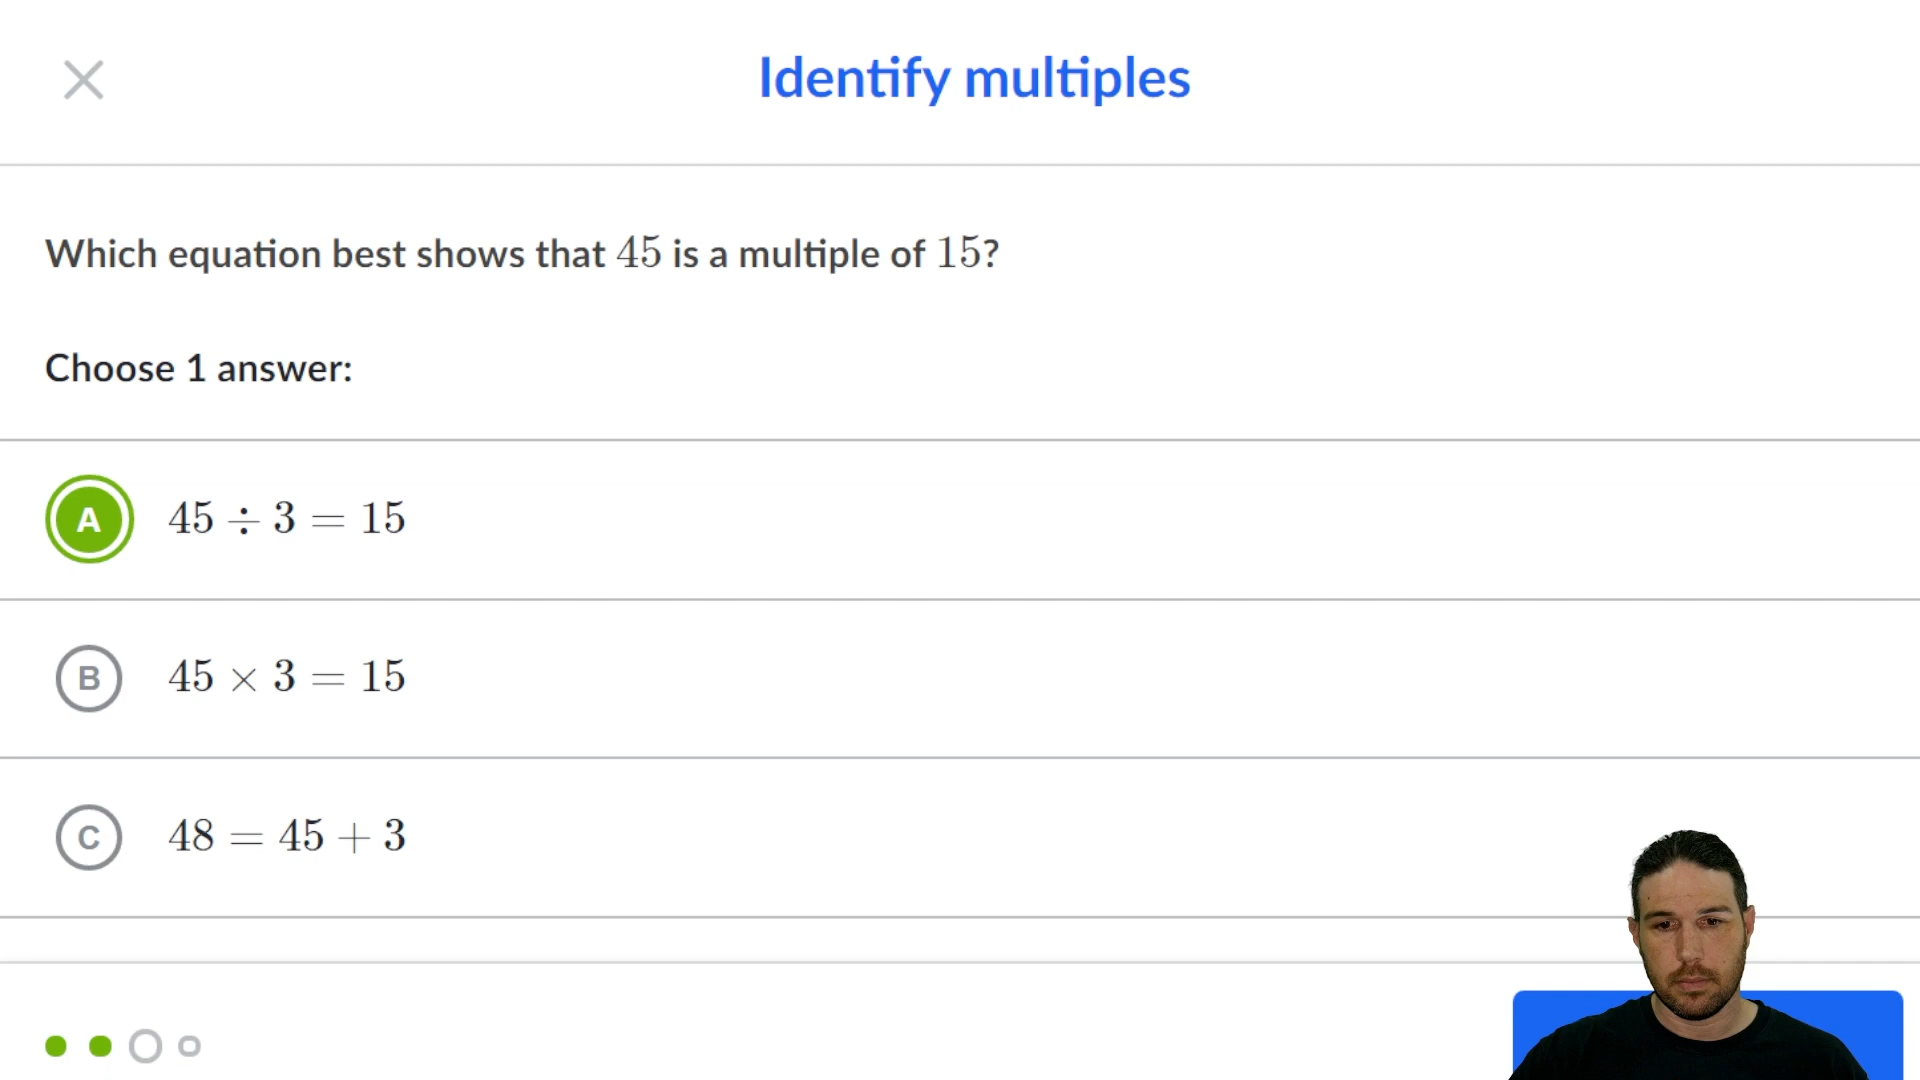 Identify multiples
Which equation best shows that 45 is a multiple of 15?
Choose 1 answer:
A 45 ÷ 3 = 15
B 45 × 3 = 15
C 48 = 45 + 3